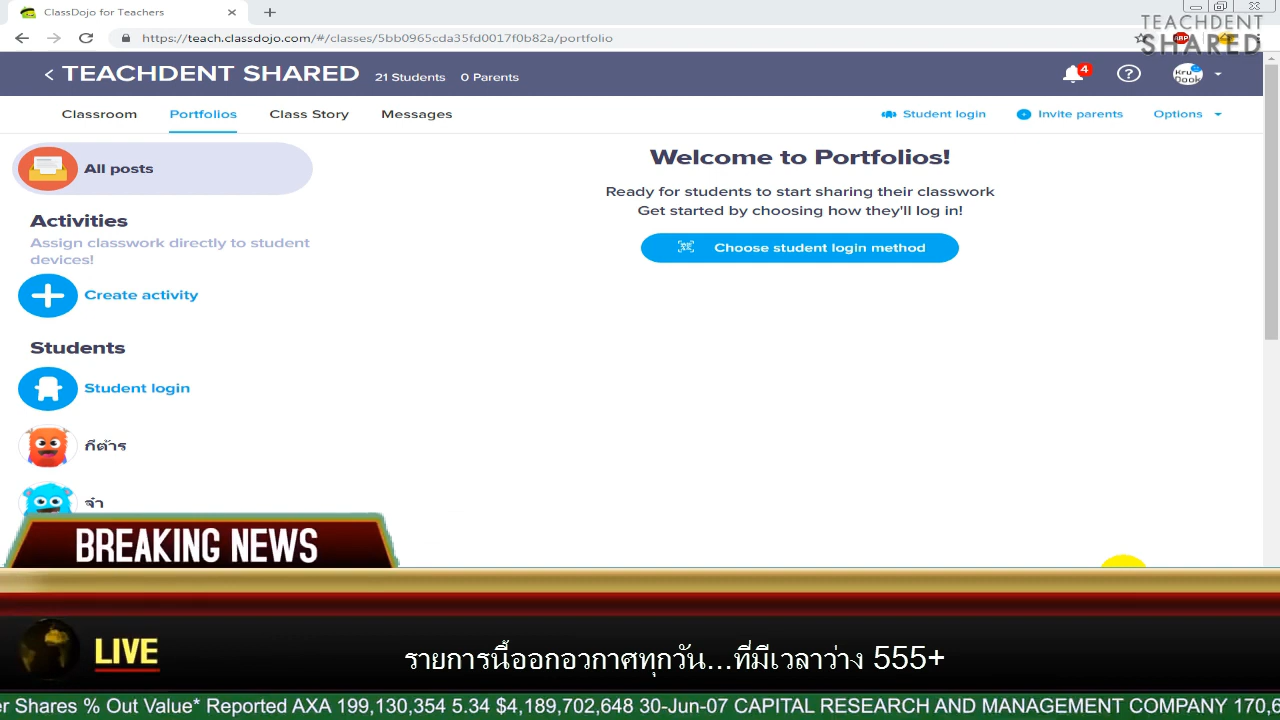 ClassDojo for Teachers
TEACHDENT
SHARED
https://teach.classdojo.com/#/classes/5bb0965cda35fd0017f0b82a/portfolio
< TEACHDENT SHARED 21 Students 0 Parents
4
Kru
Dook
Classroom Portfolios Class Story Messages Student login Invite parents Options
All posts
Activities
Assign classwork directly to student
devices!
Create activity
Students
Student login
กีต้าร
จ๋า
Welcome to Portfolios!
Ready for students to start sharing their classwork
Get started by choosing how they'll log in!
Choose student login method
BREAKING NEWS
LIVE
รายการนี้ออกอวกาศทุกวัน...ที่มีเวลาว่าง 555+
er Shares % Out Value* Reported AXA 199,130,354 5.34 $4,189,702,648 30-Jun-07 CAPITAL RESEARCH AND MANAGEMENT COMPANY 170,6